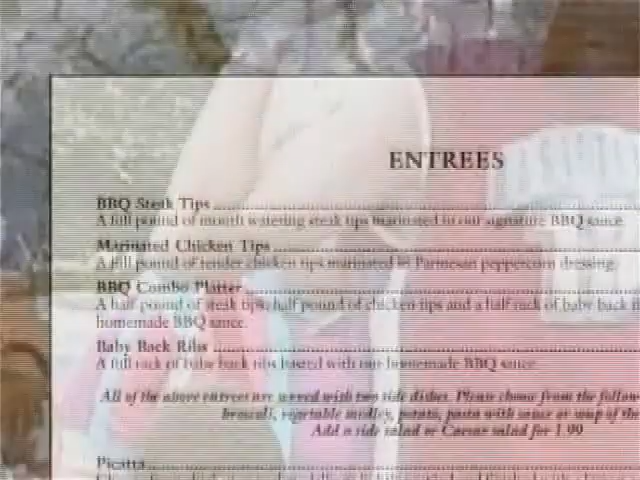 ENTREES
BBQ Steak Tips
A full pound of mouth watering steak tips marinated in our signature BBQ sauce.
Marinated Chicken Tips
A full pound of tender chicken tips marinated in Parmesan peppercorn dressing.
BBQ Combo Platter
A half pound of steak tips, half pound of chicken tips and a half rack of baby back
homemade BBQ sauce.
Baby Back Ribs
A full rack of baby back ribs basted with our homemade BBQ sauce.
All of the above entrees are served with two side dishes. Please choose from the
broccoli, vegetable medley, potato, pasta with sauce or soup of the
Add a side salad or Caesar salad for 1.99
Picatta